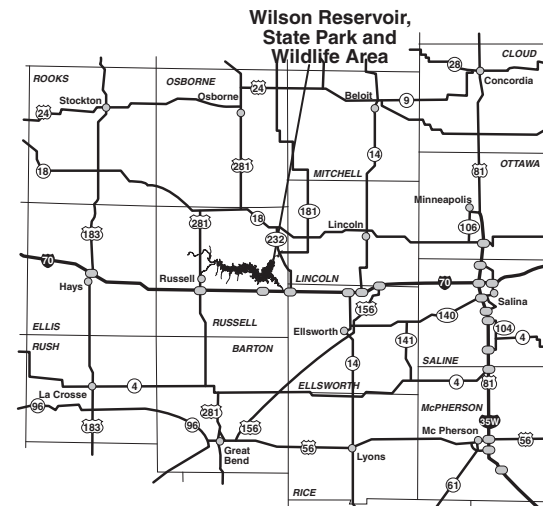 Wilson Reservoir,
State Park and
Wildlife Area
CLOUD
28
Concordia
ROOKS
OSBORNE
24
Stockton
Osborne
Beloit
9
24
14
OTTAWA
281
81
18
MITCHELL
Minneapolis
181
281
18
Lincoln
106
183
232
70
Russell
LINCOLN
70
Hays
Salina
156
140
ELLIS
RUSSELL
Ellsworth
104
RUSH
BARTON
141
4
14
SALINE
La Crosse
4
ELLSWORTH
4
81
96
McPHERSON
281
35W
183
96
156
Mc Pherson
56
Great
Bend
56
Lyons
61
RICE